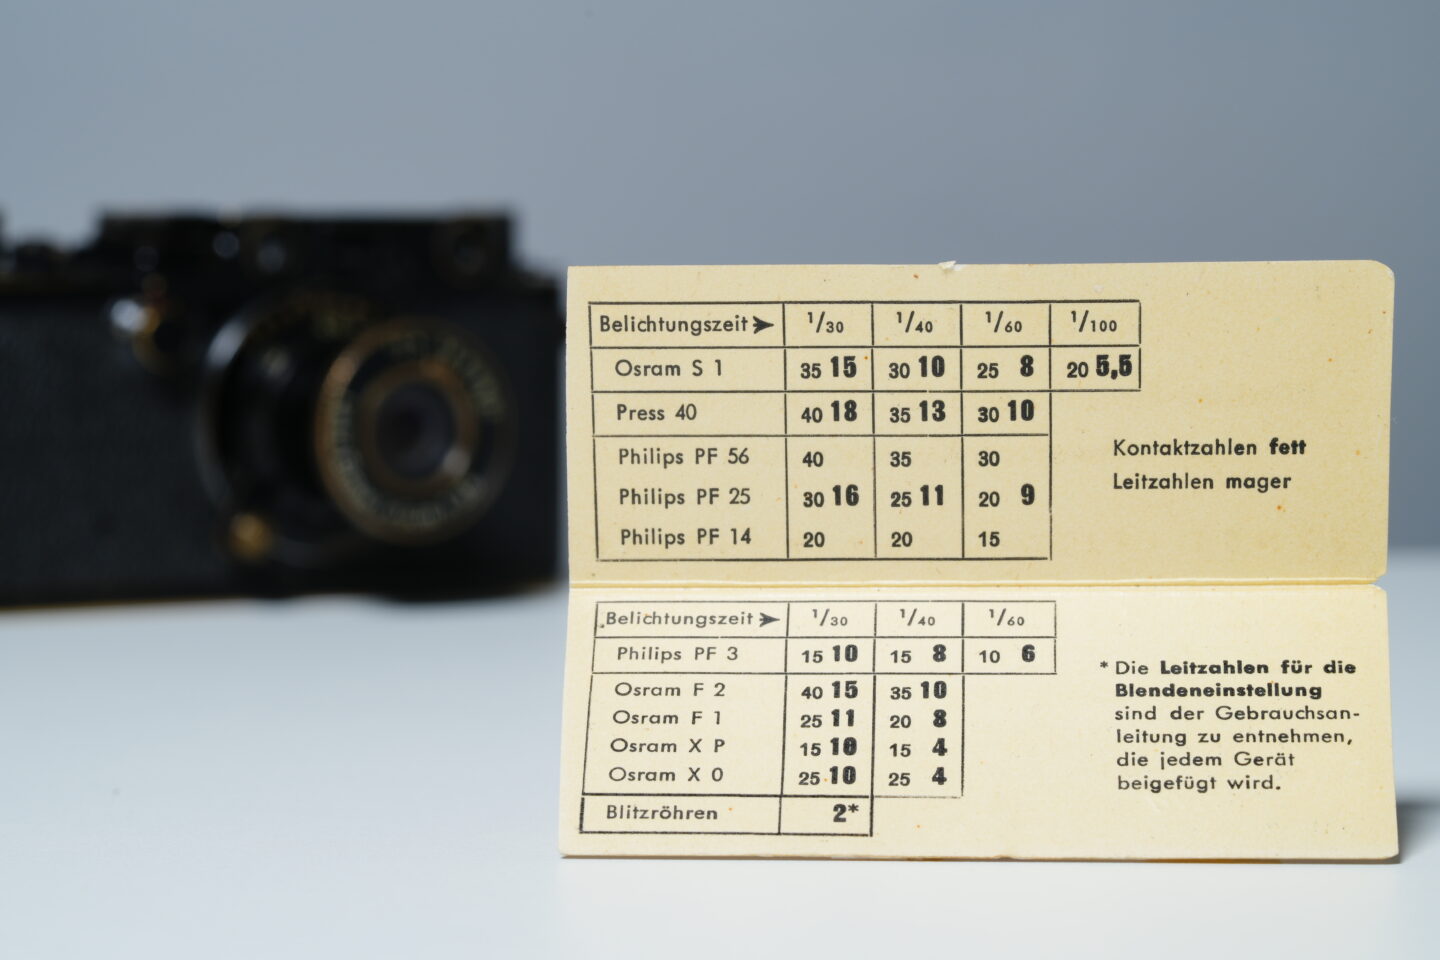 Belichtungszeit ➤ 1/30 1/40 1/60 1/100
Osram S 1 35 15 30 10 25 8 20 5,5
Press 40 40 18 35 13 30 10
Philips PF 56 40 35 30
Philips PF 25 30 16 25 11 20 9
Philips PF 14 20 20 15
Kontaktzahlen fett
Leitzahlen mager
Belichtungszeit ➤ 1/30 1/40 1/60
Philips PF 3 15 10 15 8 10 6
Osram F 2 40 15 35 10
Osram F 1 25 11 20 8
Osram X P 15 10 15 4
Osram X 0 25 10 25 4
Blitzröhren 2*
* Die Leitzahlen für die
Blendeneinstellung
sind der Gebrauchsan-
leitung zu entnehmen,
die jedem Gerät
beigefügt wird.